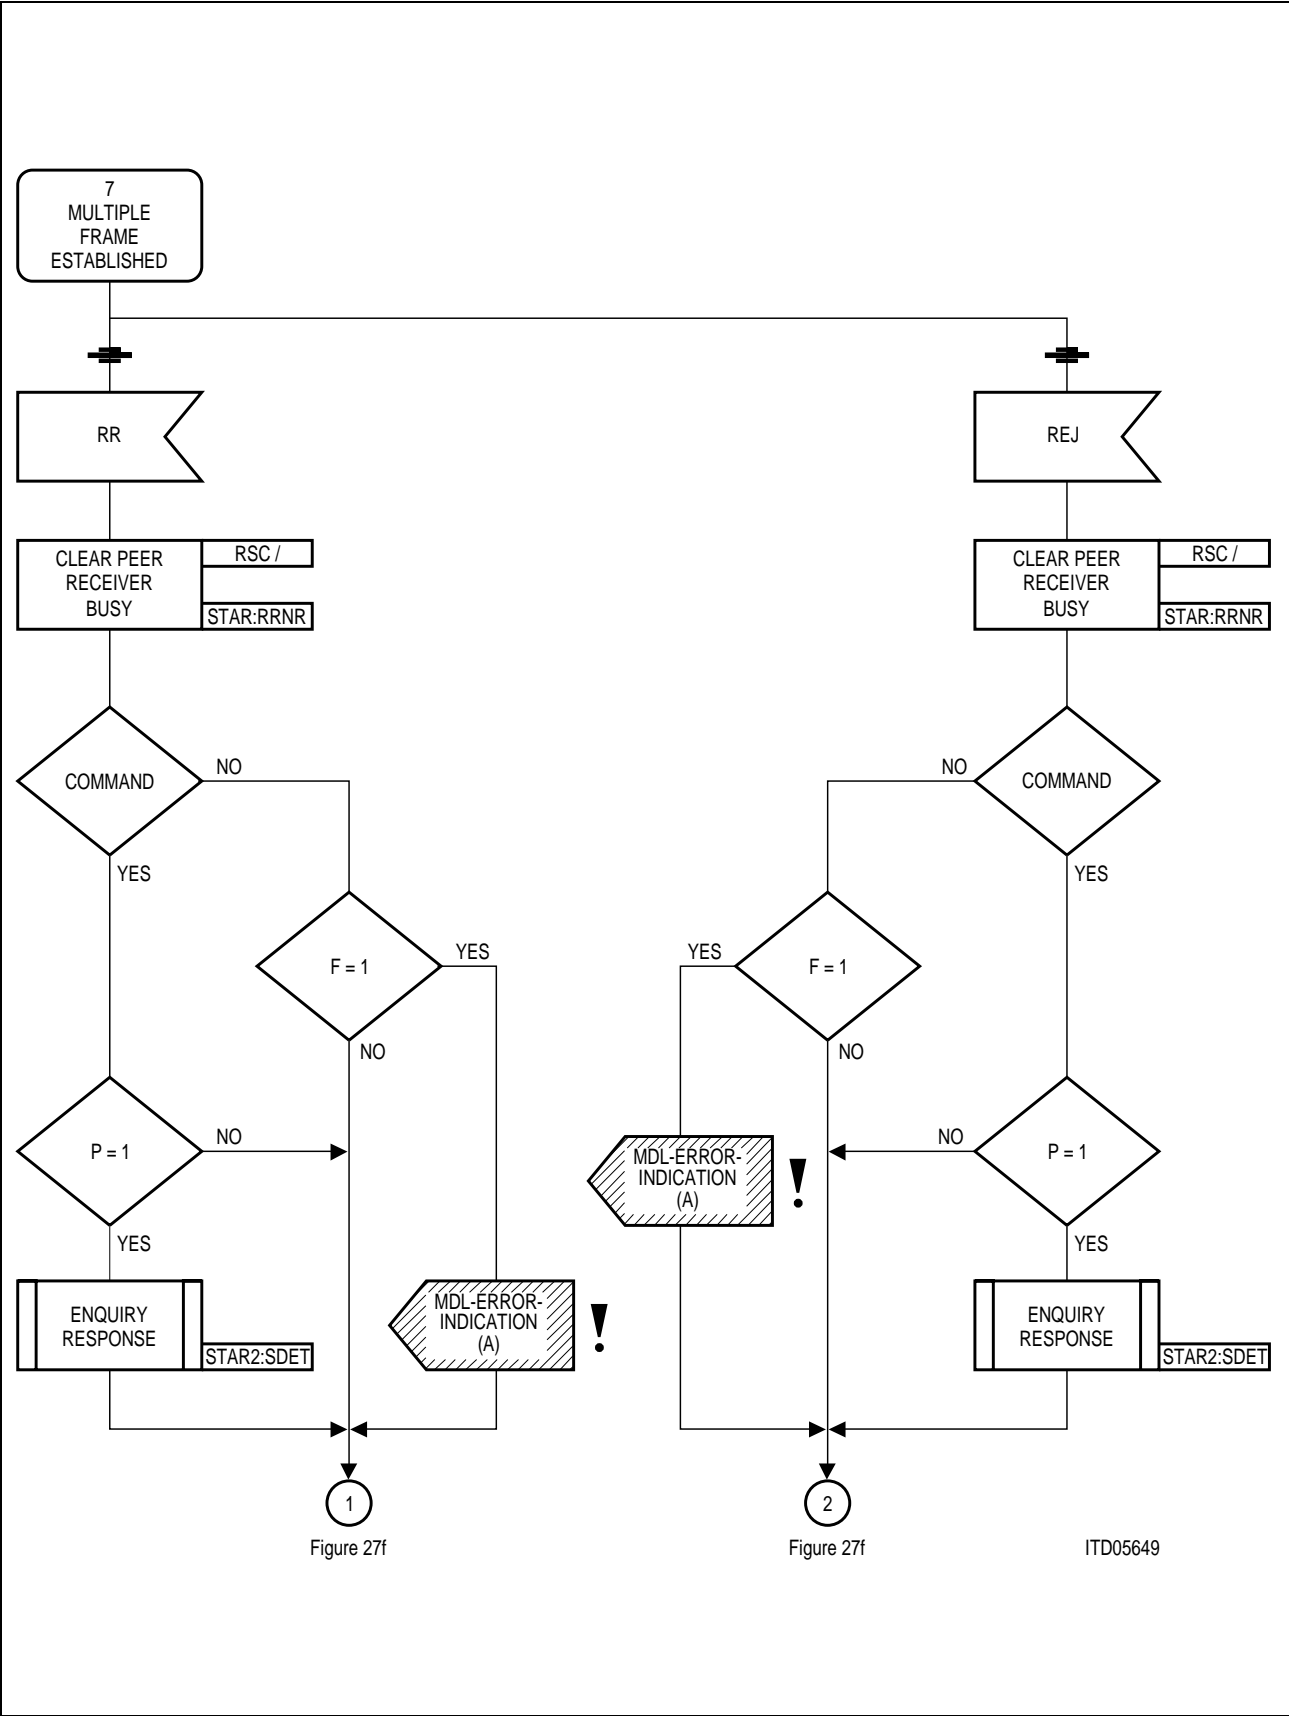 7
MULTIPLE
FRAME
ESTABLISHED
RR
REJ
CLEAR PEER
RECEIVER
BUSY
RSC /
STAR:RRNR
CLEAR PEER
RECEIVER
BUSY
RSC /
STAR:RRNR
COMMAND
NO
YES
NO
COMMAND
YES
F = 1
YES
NO
YES
F = 1
NO
P = 1
NO
YES
MDL-ERROR-
INDICATION
(A)
!
NO
P = 1
YES
ENQUIRY
RESPONSE
STAR2:SDET
MDL-ERROR-
INDICATION
(A)
!
ENQUIRY
RESPONSE
STAR2:SDET
1
2
Figure 27f
Figure 27f
ITD05649